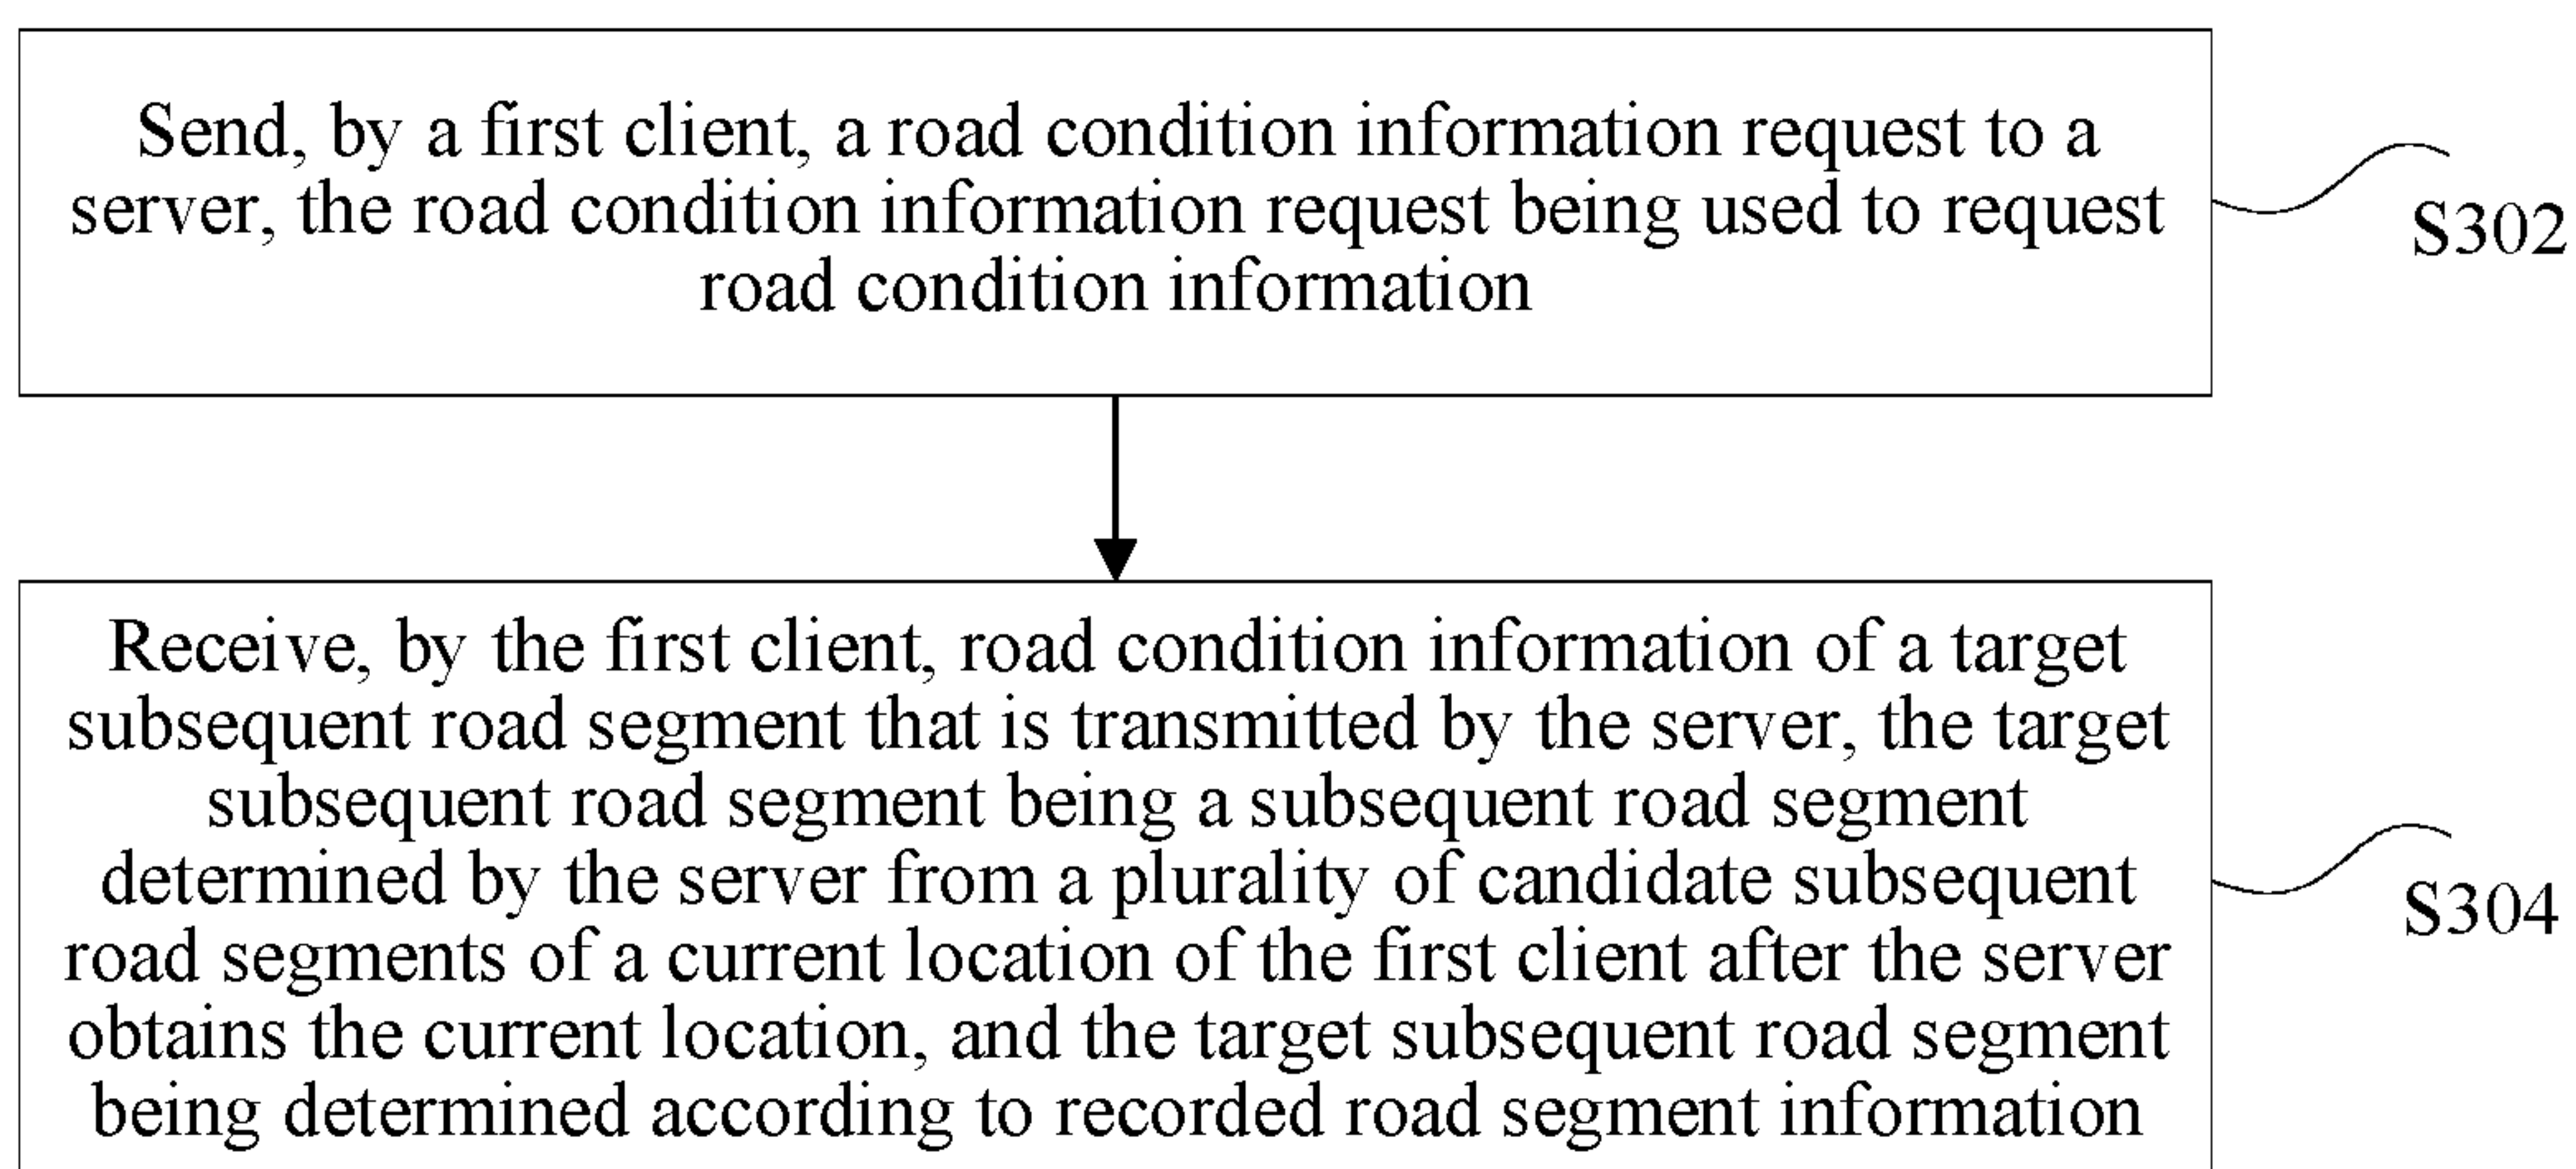 Send, by a first client, a road condition information request to a
server, the road condition information request being used to request
road condition information
S302
Receive, by the first client, road condition information of a target
subsequent road segment that is transmitted by the server, the target
subsequent road segment being a subsequent road segment
determined by the server from a plurality of candidate subsequent
road segments of a current location of the first client after the server
obtains the current location, and the target subsequent road segment
being determined according to recorded road segment information
S304